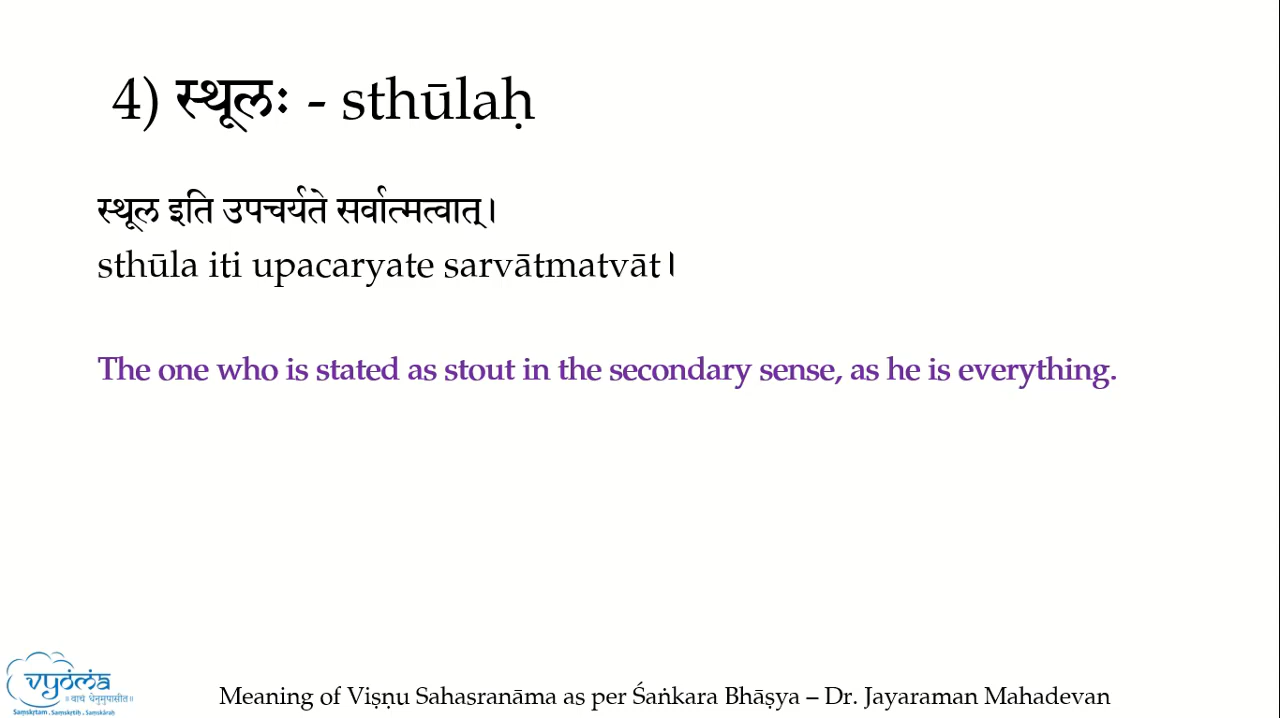 4) स्थूलः - sthūlaḥ
स्थूल इति उपचर्यते सर्वात्मत्वात्।
sthūla iti upacaryate sarvātmatvāt।
The one who is stated as stout in the secondary sense, as he is everything.
vyoma
॥ वाचं धेनुमुपासीत॥
Saṃskṛtam . Saṃskṛtiḥ . Saṃskāraḥ
Meaning of Viṣṇu Sahasranāma as per Śaṅkara Bhāṣya – Dr. Jayaraman Mahadevan